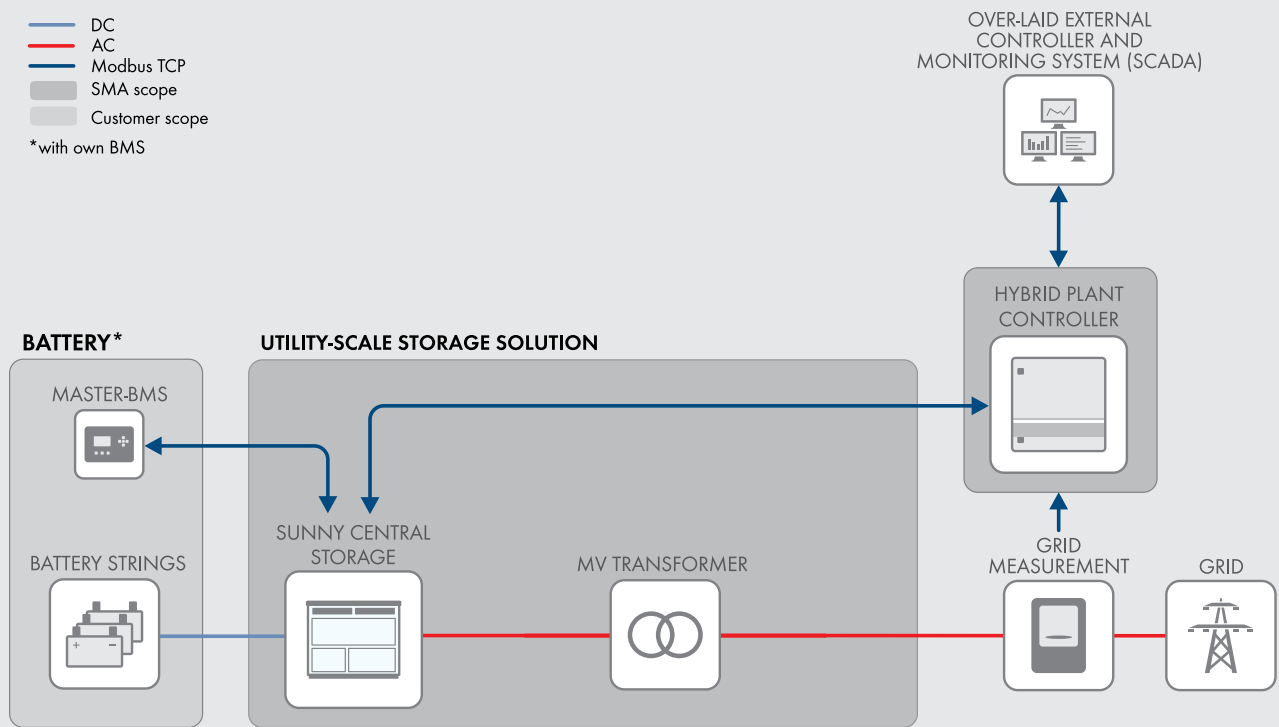 DC
AC
Modbus TCP
SMA scope
Customer scope
*with own BMS
OVER-LAID EXTERNAL
CONTROLLER AND
MONITORING SYSTEM (SCADA)
HYBRID PLANT
CONTROLLER
BATTERY*
UTILITY-SCALE STORAGE SOLUTION
MASTER-BMS
SUNNY CENTRAL
STORAGE
BATTERY STRINGS
MV TRANSFORMER
GRID
MEASUREMENT
GRID